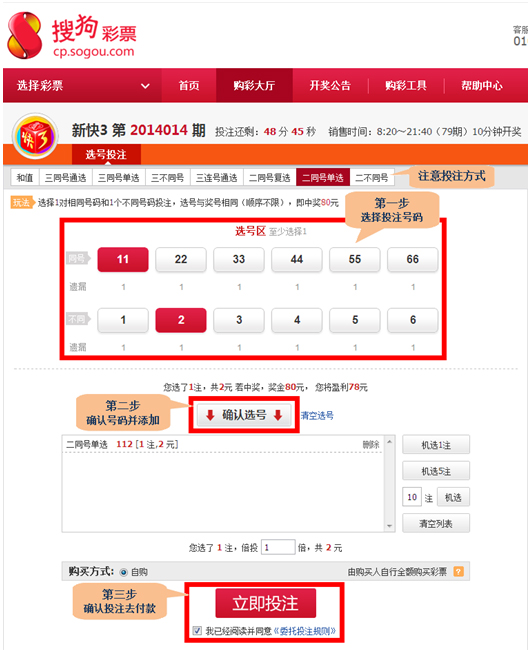 搜狗彩票
cp.sogou.com
客服
01
选择彩票 首页 购彩大厅 开奖公告 购彩工具 帮助中心
快3
新快3 第 2014014 期 投注还剩：48 分 45 秒 销售时间：8:20～21:40（79期）10分钟开奖
选号投注
和值 三同号通选 三同号单选 三不同号 三连号通选 二同号复选 二同号单选 二不同号
注意投注方式
玩法 选择1对相同号码和1个不同号码投注，选号与奖号相同（顺序不限），即中奖80元
第一步
选择投注号码
选号区 至少选择1
同号 11 22 33 44 55 66
遗漏 1 1 1 1 1 1
不同 1 2 3 4 5 6
遗漏 1 1 1 1 1 1
您选了1注，共2元 若中奖，奖金80元， 您将盈利78元
第二步
确认号码并添加
确认选号 清空选号
二同号单选 112 [1 注,2 元] 删除
机选1注
机选5注
10 注 机选
清空列表
您选了 1 注，倍投 1 倍，共 2 元
购买方式： 自购 由购买人自行全额购买彩票 ?
第三步
确认投注去付款
立即投注
我已经阅读并同意《委托投注规则》